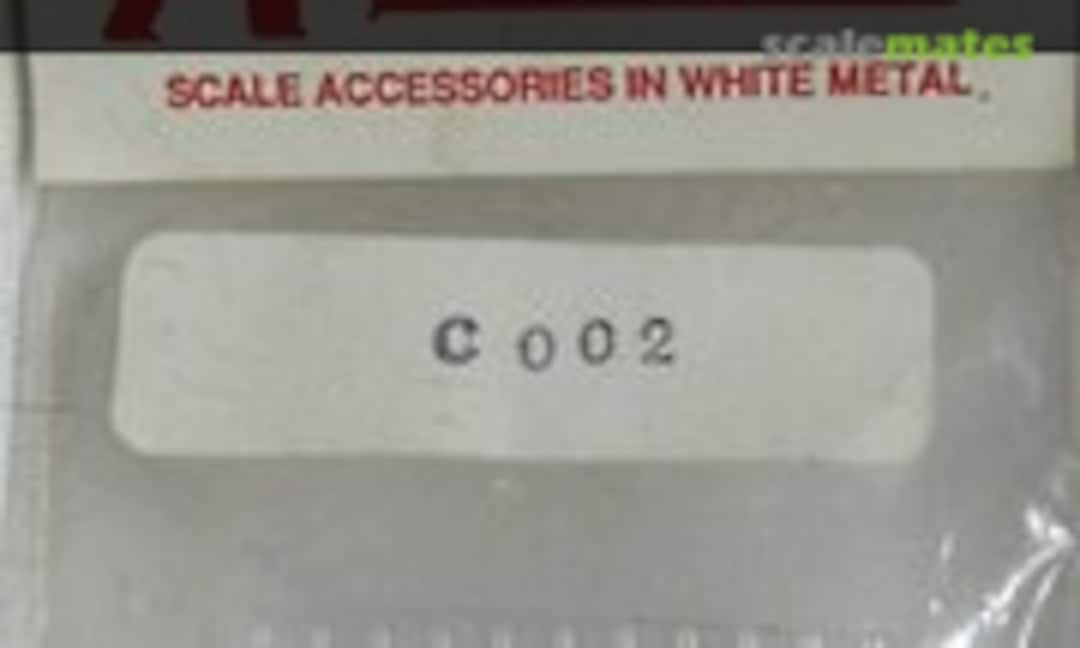 scalemates
SCALE ACCESSORIES IN WHITE METAL.
C 002